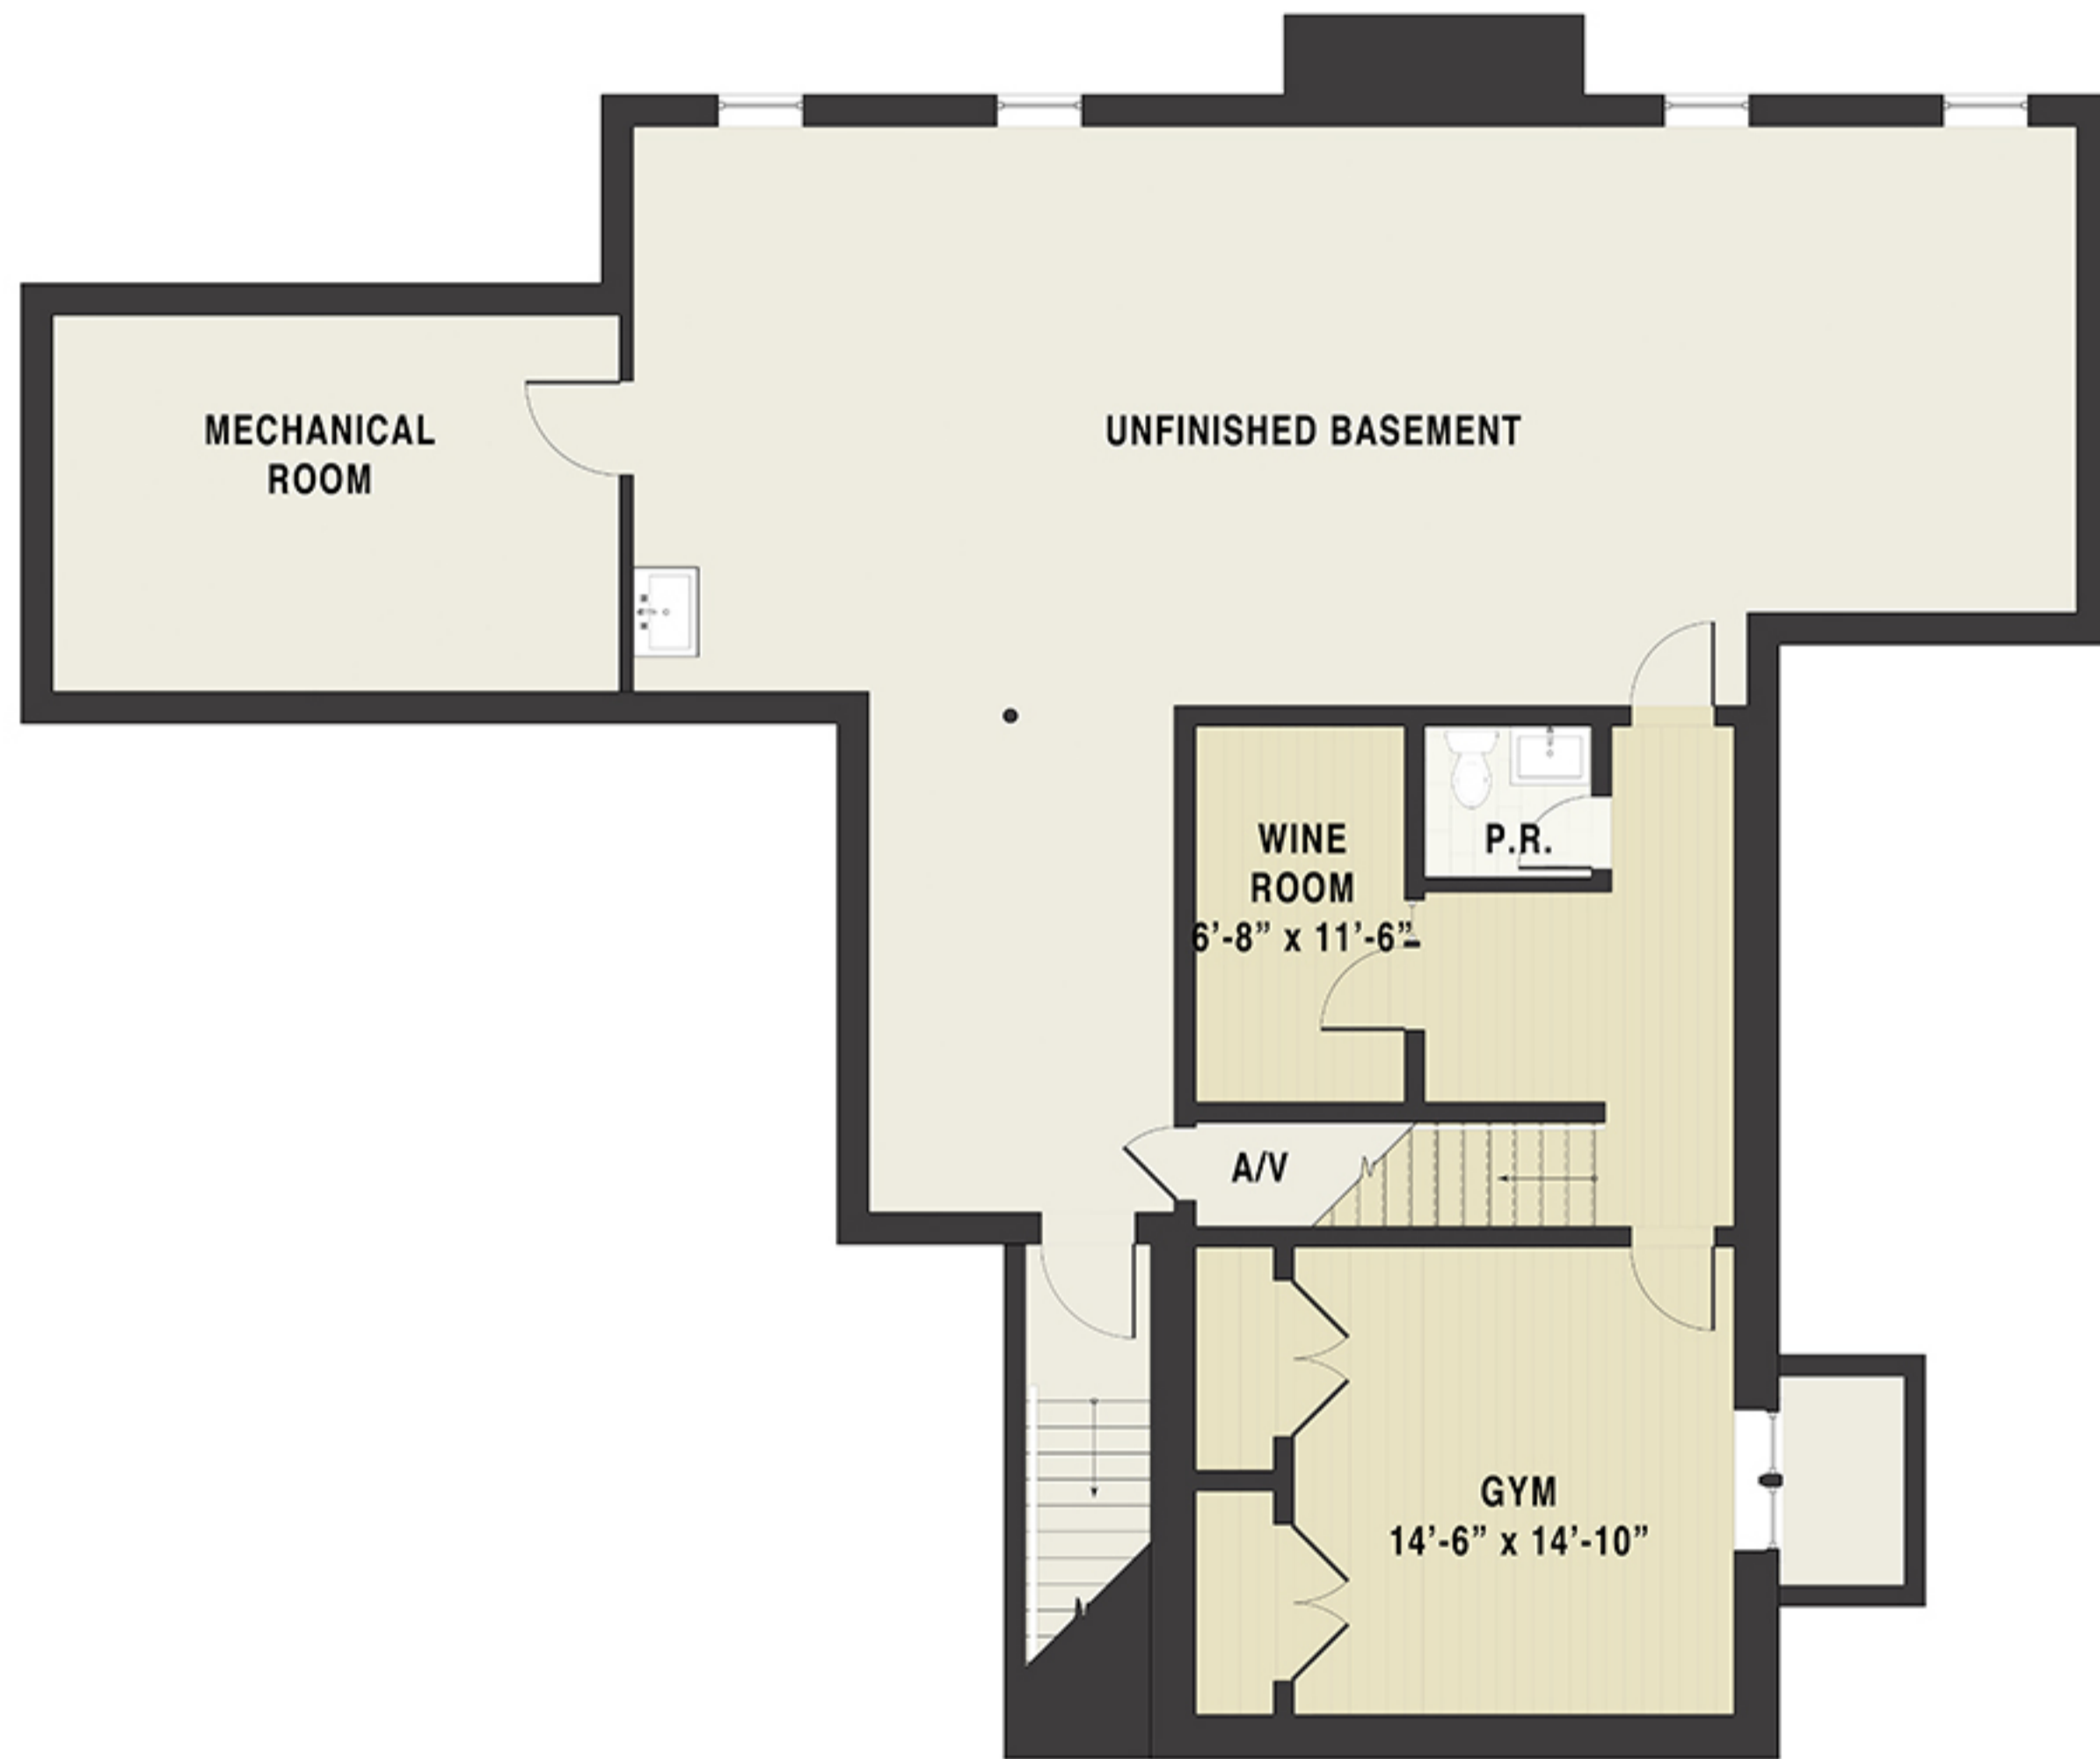 MECHANICAL
ROOM
UNFINISHED BASEMENT
WINE
ROOM
6’-8” x 11’-6”
P.R.
A/V
GYM
14’-6” x 14’-10”